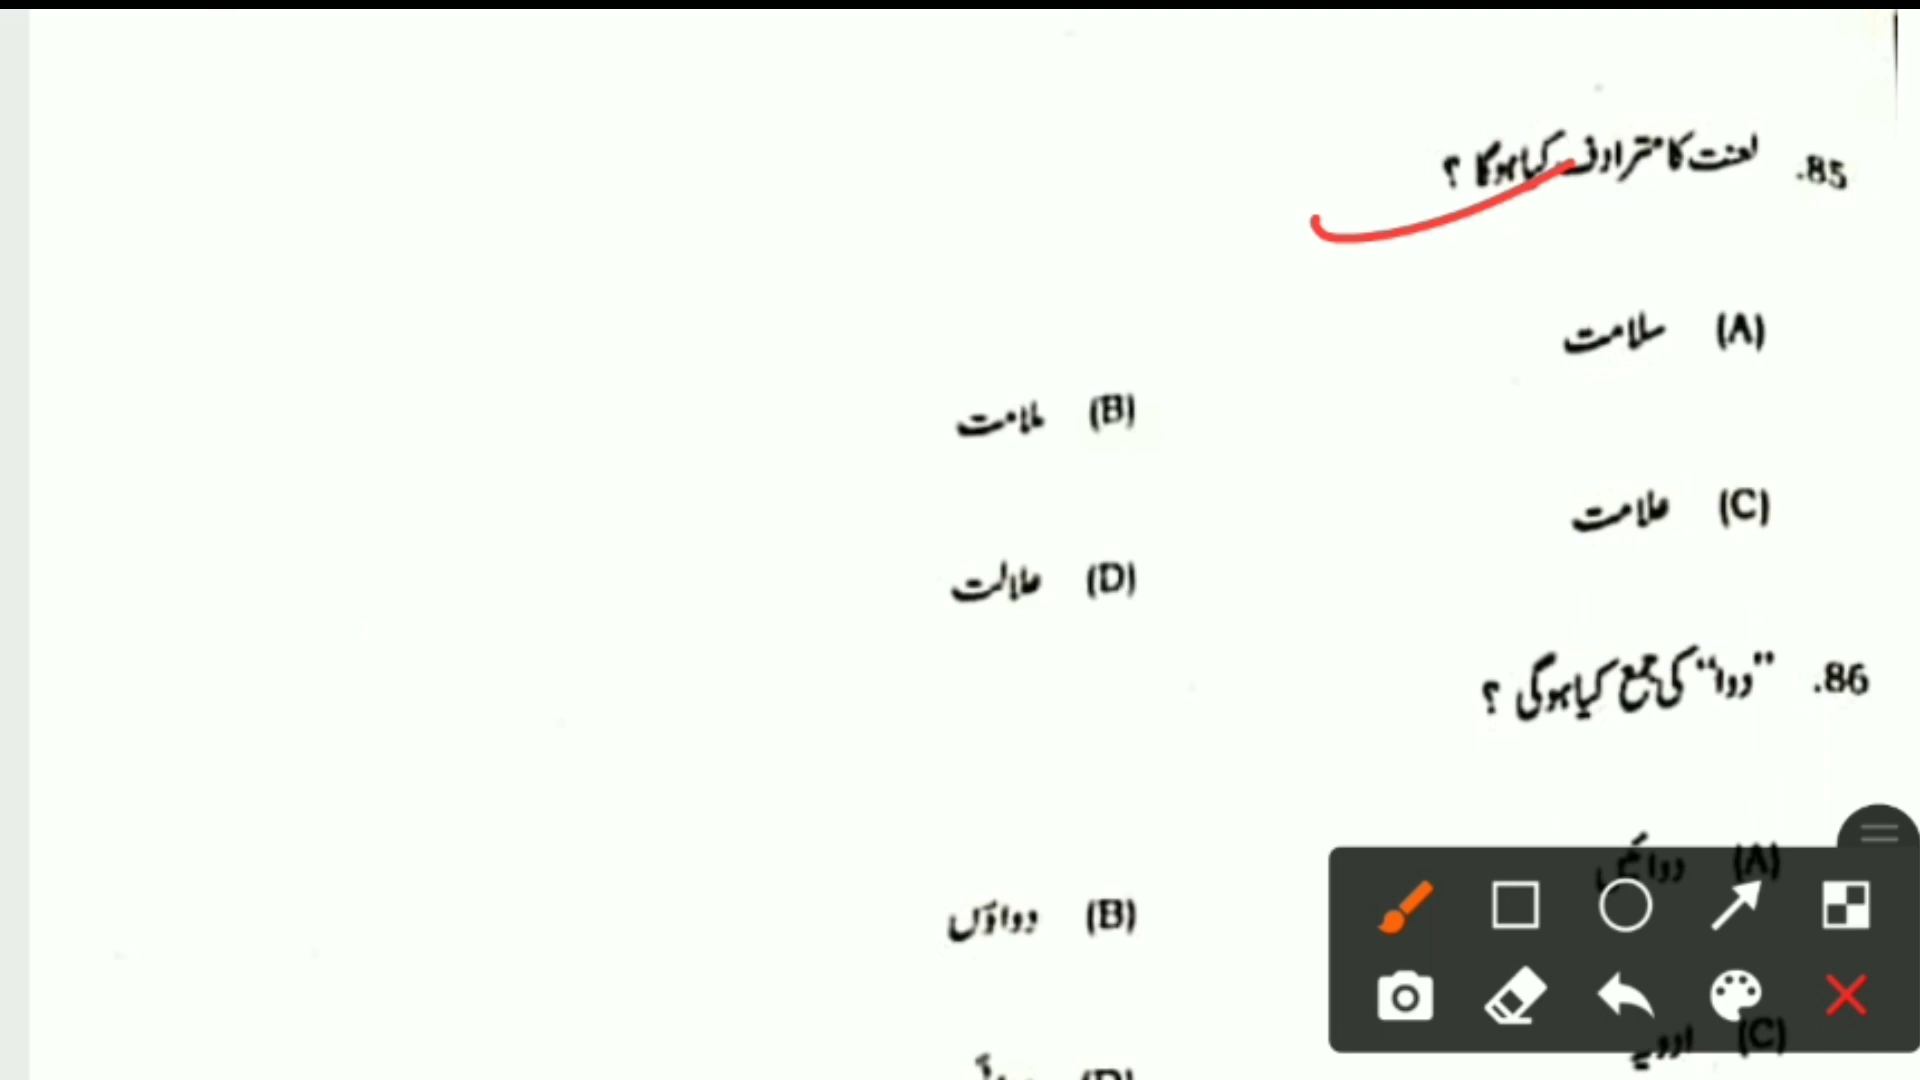 85. لعنت کا مترادف کیا ہوگا ؟
(A) سلامت
(B) ملامت
(C) علامت
(D) علالت
86. "دوا" کی جمع کیا ہوگی ؟
(A) دوائیں
(B) دواؤں
(C) ادویہ
(D)